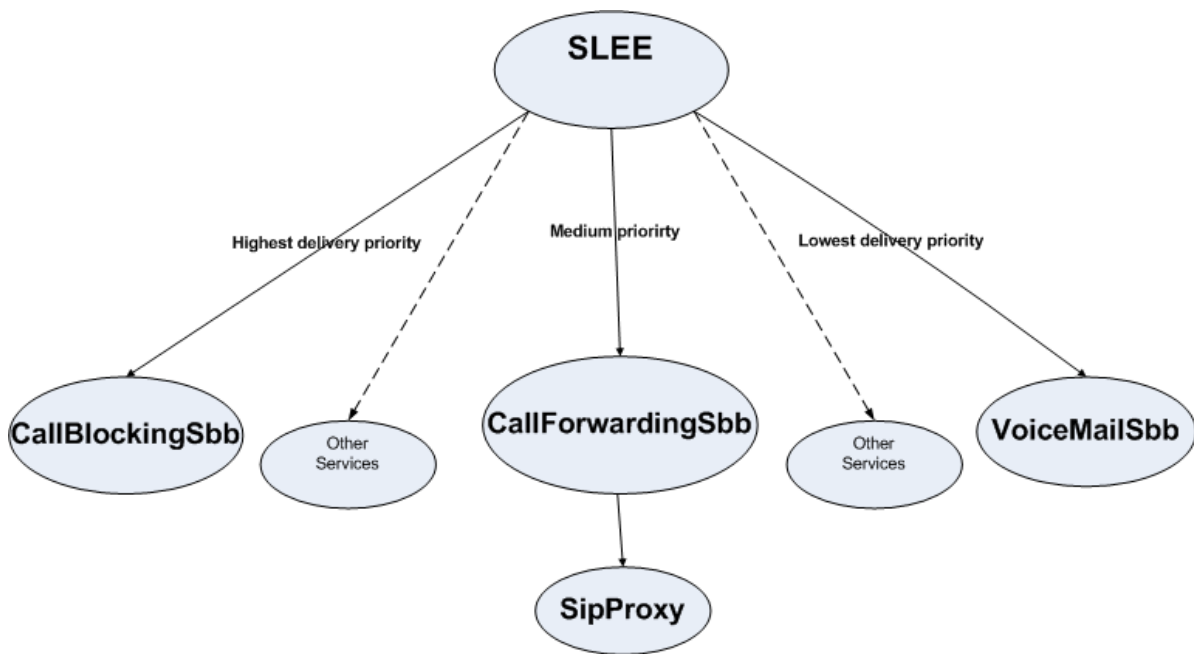 SLEE
Highest delivery priority
Medium priorirty
Lowest delivery priority
CallBlockingSbb
Other
Services
CallForwardingSbb
Other
Services
VoiceMailSbb
SipProxy